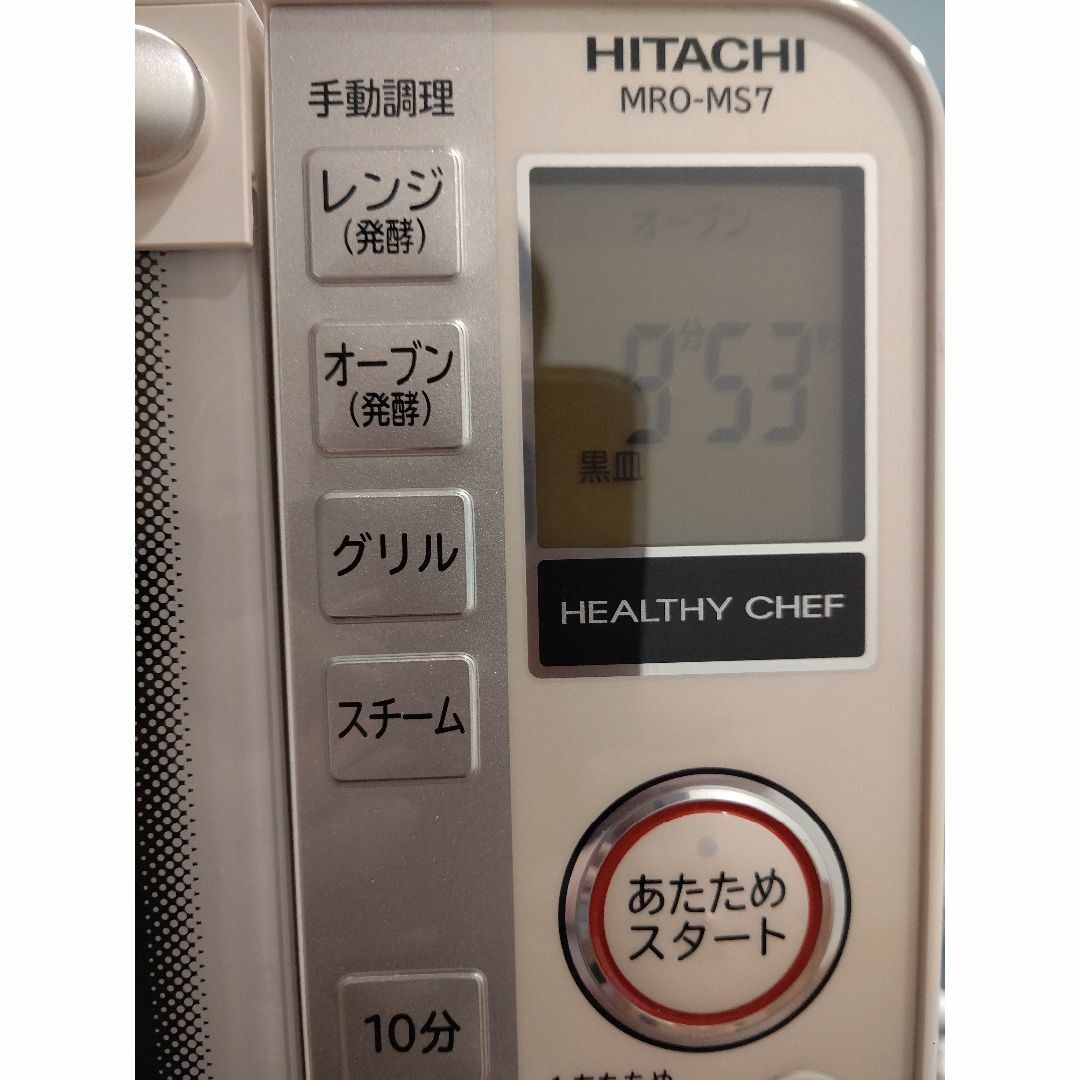 HITACHI
MRO-MS7
手動調理
レンジ
(発酵)
オーブン
(発酵)
グリル
スチーム
10分
オーブン
9分53
黒皿
HEALTHY CHEF
あたため
スタート